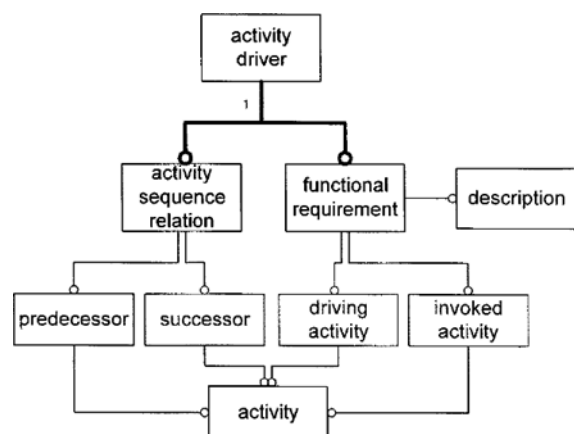 activity
driver
1
activity
sequence
relation
functional
requirement
description
predecessor
successor
driving
activity
invoked
activity
activity